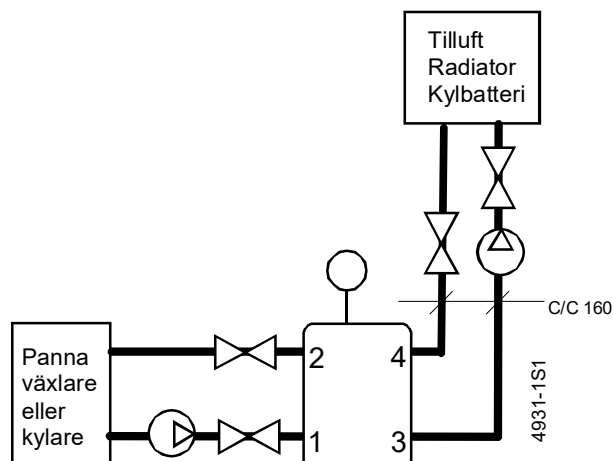 Tilluft
Radiator
Kylbatteri
C/C 160
Panna
växlare
eller
kylare
2
4
1
3
4931-1S1